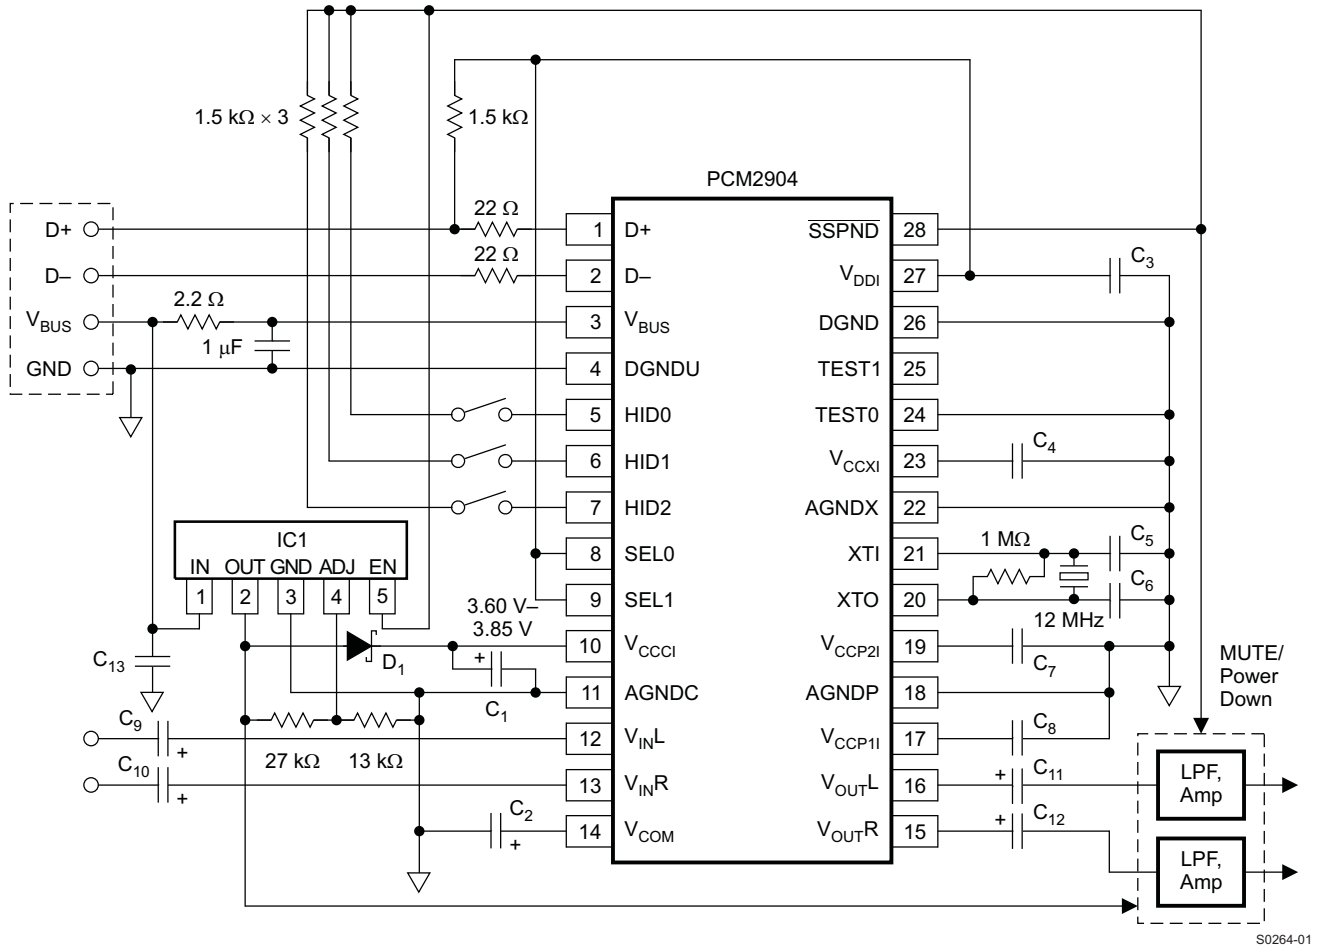 1.5 kΩ × 3
1.5 kΩ
PCM2904
22 Ω
22 Ω
D+
D–
VBUS
GND
2.2 Ω
1 μF
1 D+
2 D–
3 VBUS
4 DGNDU
5 HID0
6 HID1
7 HID2
8 SEL0
9 SEL1
10 VCCCI
11 AGNDC
12 VINL
13 VINR
14 VCOM
SSPND 28
VDDI 27
DGND 26
TEST1 25
TEST0 24
VCCXI 23
AGNDX 22
XTI 21
XTO 20
VCCP2I 19
AGNDP 18
VCCP1I 17
VOUTL 16
VOUTR 15
IC1
IN OUT GND ADJ EN
1 2 3 4 5
3.60 V–
3.85 V
D1
+
C1
C13
C9
+
C10
+
27 kΩ
13 kΩ
C2
+
C3
C4
1 MΩ
C5
C6
12 MHz
C7
C8
+ C11
+ C12
MUTE/
Power
Down
LPF,
Amp
LPF,
Amp
S0264-01